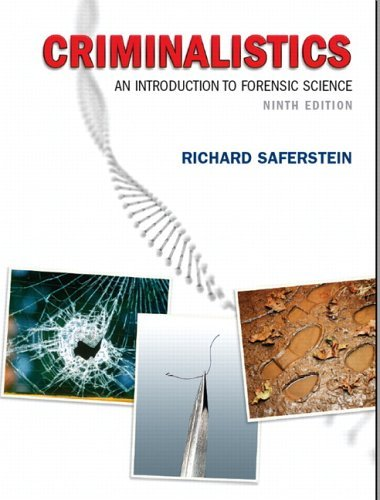 CRIMINALISTICS
AN INTRODUCTION TO FORENSIC SCIENCE
NINTH EDITION
RICHARD SAFERSTEIN